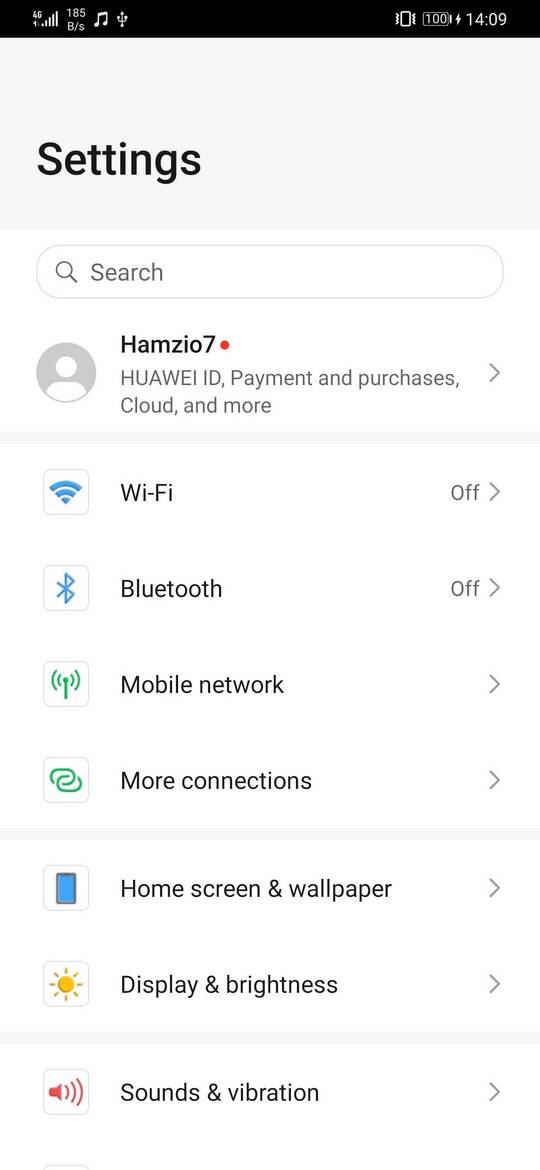 4G 185 B/s 100 14:09
Settings
Search
Hamzio7
HUAWEI ID, Payment and purchases,
Cloud, and more
Wi-Fi Off
Bluetooth Off
Mobile network
More connections
Home screen & wallpaper
Display & brightness
Sounds & vibration